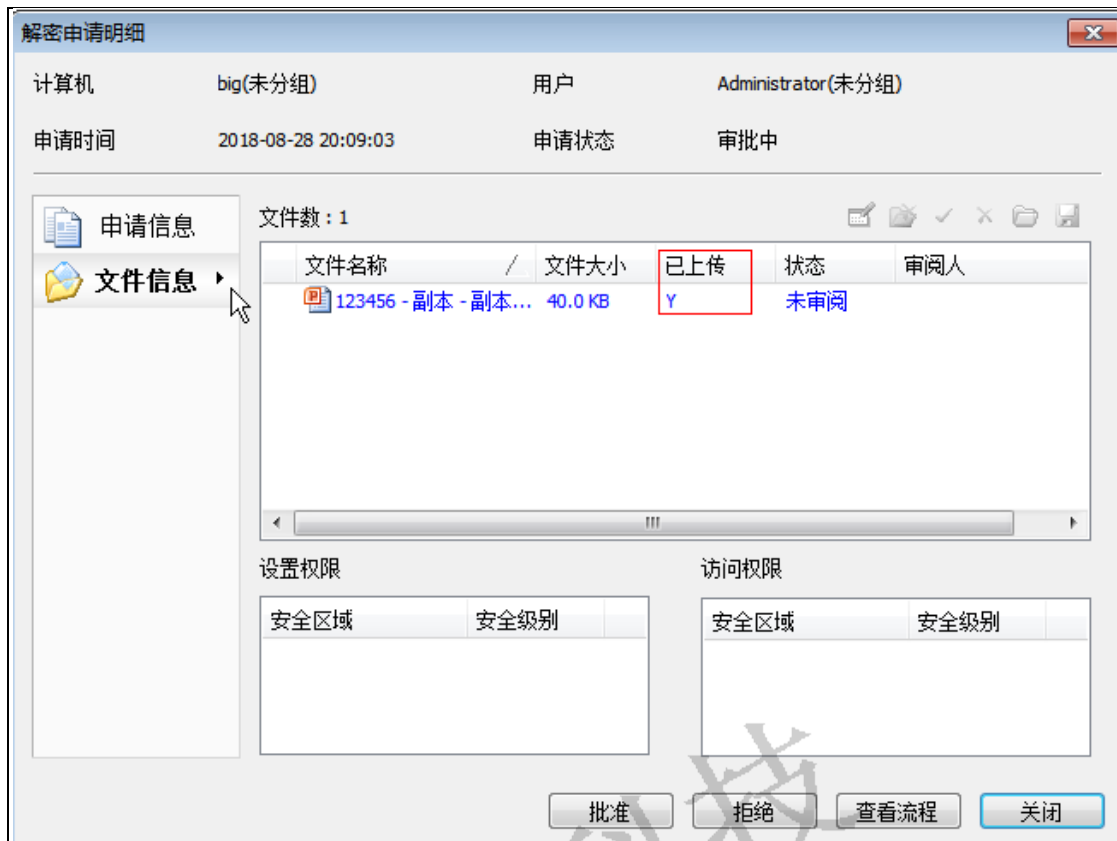 解密申请明细
计算机 big(未分组) 用户 Administrator(未分组)
申请时间 2018-08-28 20:09:03 申请状态 审批中
申请信息
文件信息
文件数：1
文件名称 文件大小 已上传 状态 审阅人
123456 - 副本 - 副本... 40.0 KB Y 未审阅
设置权限 访问权限
安全区域 安全级别 安全区域 安全级别
批准 拒绝 查看流程 关闭